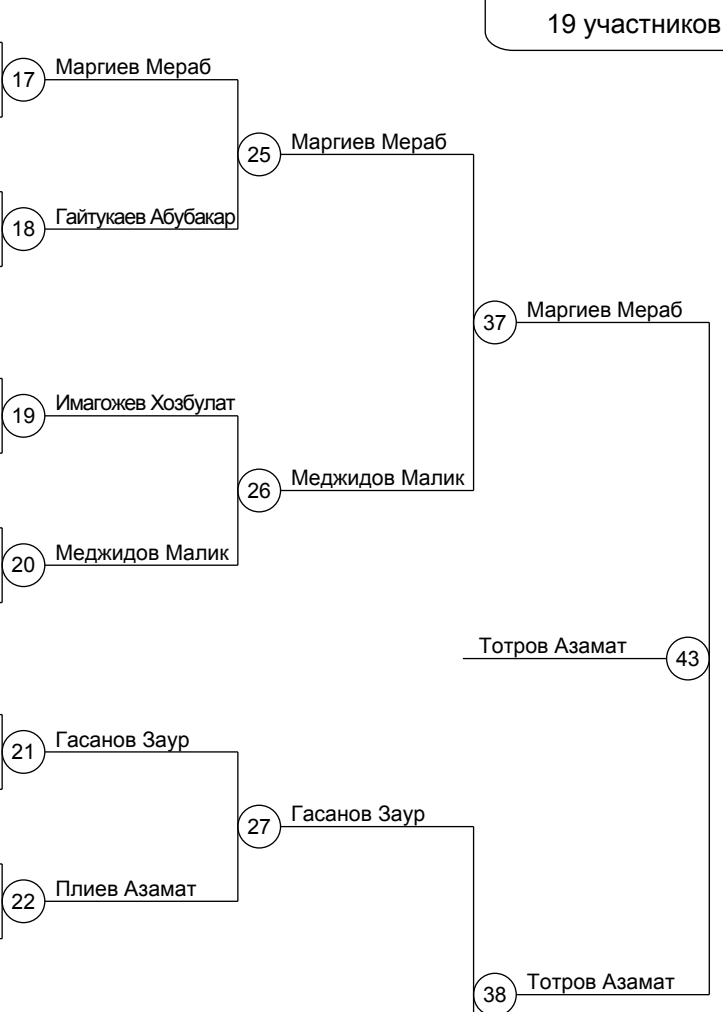 19 участников
17 Маргиев Мераб
25 Маргиев Мераб
18 Гайтукаев Абубакар
37 Маргиев Мераб
19 Имагожев Хозбулат
26 Меджидов Малик
20 Меджидов Малик
Тотров Азамат 43
21 Гасанов Заур
27 Гасанов Заур
22 Плиев Азамат
38 Тотров Азамат